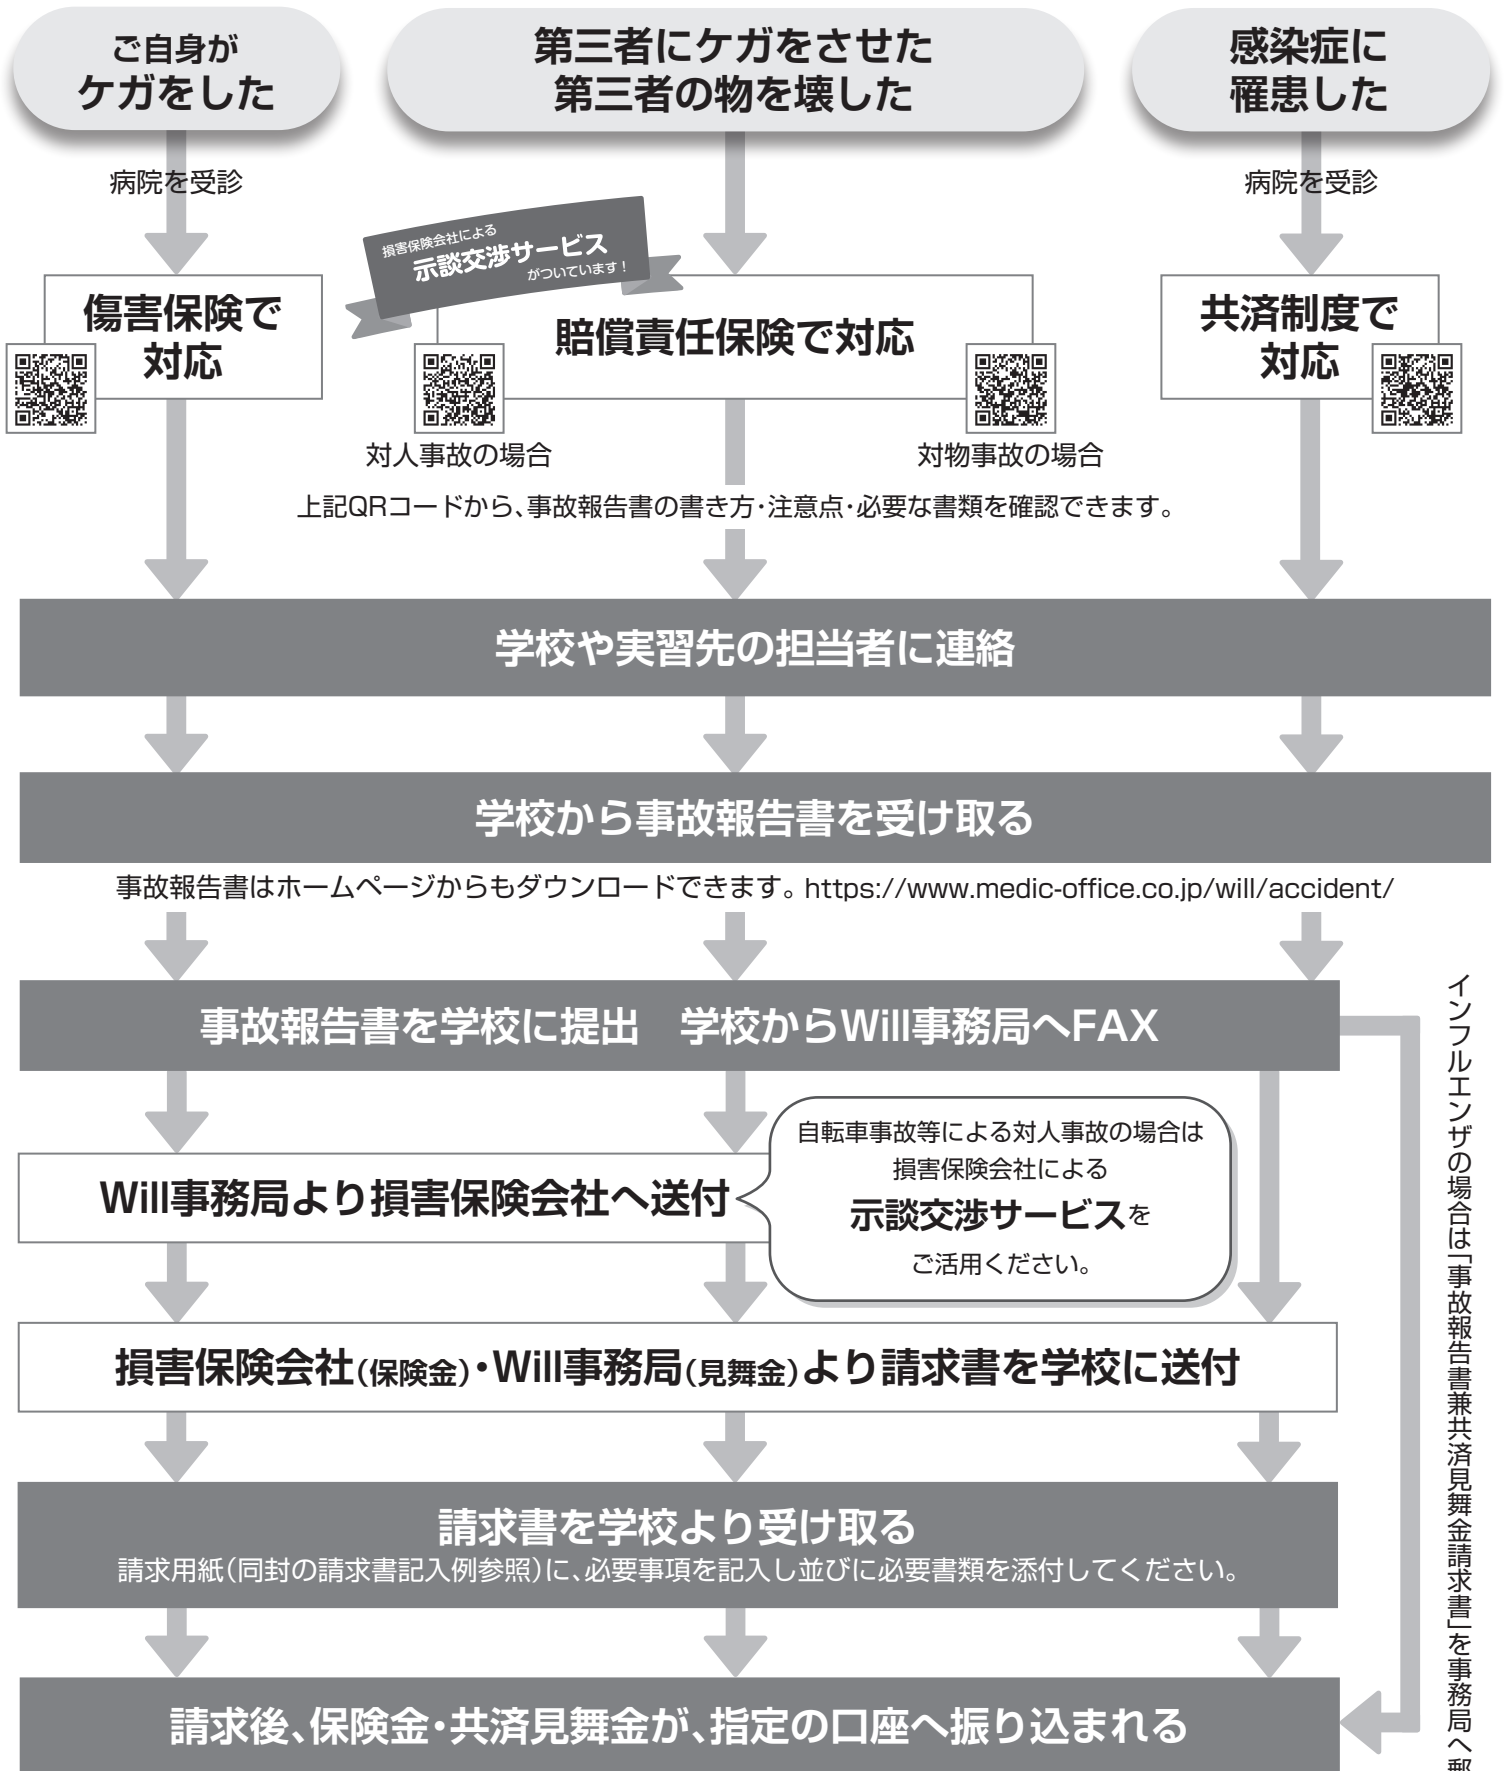 ご自身が
ケガをした
第三者にケガをさせた
第三者の物を壊した
感染症に
罹患した
病院を受診
病院を受診
損害保険会社による
示談交渉サービス
がついています！
傷害保険で
対応
賠償責任保険で対応
共済制度で
対応
対人事故の場合
対物事故の場合
上記QRコードから、事故報告書の書き方・注意点・必要な書類を確認できます。
学校や実習先の担当者に連絡
学校から事故報告書を受け取る
事故報告書はホームページからもダウンロードできます。https://www.medic-office.co.jp/will/accident/
事故報告書を学校に提出　学校からWill事務局へFAX
Will事務局より損害保険会社へ送付
自転車事故等による対人事故の場合は
損害保険会社による
示談交渉サービスを
ご活用ください。
損害保険会社(保険金)・Will事務局(見舞金)より請求書を学校に送付
請求書を学校より受け取る
請求用紙(同封の請求書記入例参照)に、必要事項を記入し並びに必要書類を添付してください。
請求後、保険金・共済見舞金が、指定の口座へ振り込まれる
インフルエンザの場合は「事故報告書兼共済見舞金請求書」を事務局へ